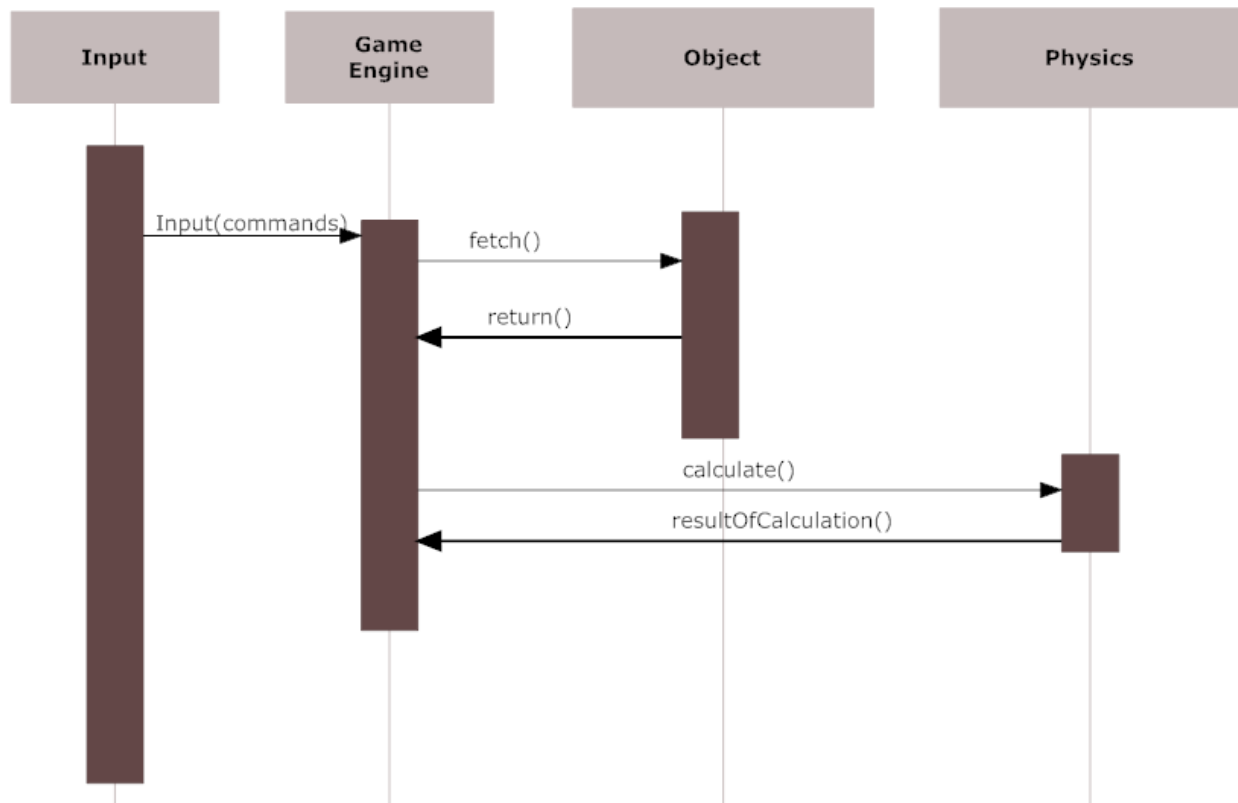 Input
Game
Engine
Object
Physics
Input(commands)
fetch()
return()
calculate()
resultOfCalculation()